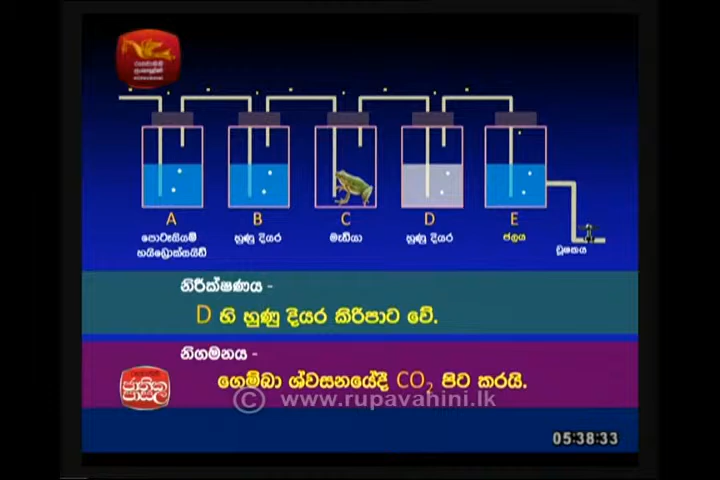 A
B
C
D
E
පොටෑසියම් හයිඩ්‍රොක්සයිඩ්
හුණු දියර
මැඩියා
හුණු දියර
ජලය
චූෂකය
නිරීක්ෂණය -
D හි හුණු දියර කිරිපාට වේ.
නිගමනය -
ගෙම්බා ශ්වසනයේදී CO₂ පිට කරයි.
ජාතික
පාසල
© www.rupavahini.lk
05:38:33